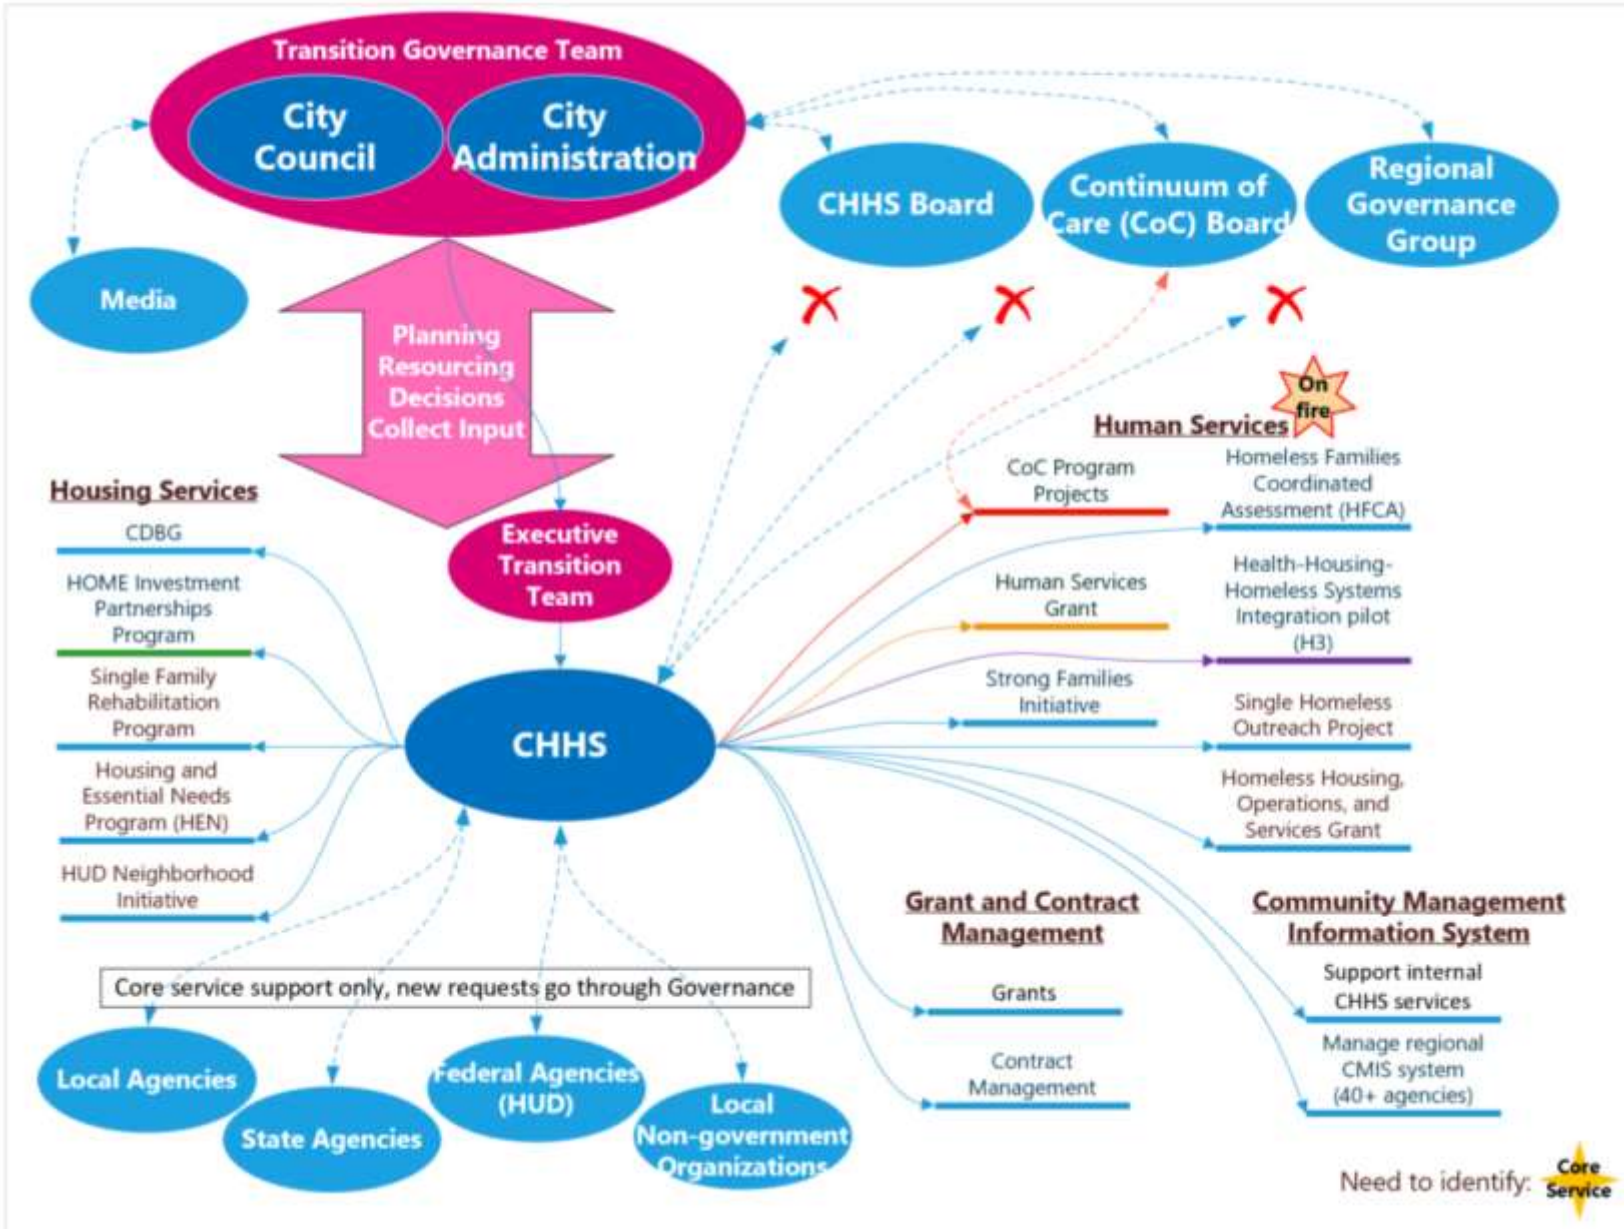 Transition Governance Team
City
Council
City
Administration
Media
CHHS Board
Continuum of
Care (CoC) Board
Regional
Governance
Group
Planning
Resourcing
Decisions
Collect Input
On
fire
Human Services
Housing Services
CDBG
HOME Investment
Partnerships
Program
Single Family
Rehabilitation
Program
Housing and
Essential Needs
Program (HEN)
HUD Neighborhood
Initiative
Executive
Transition
Team
CHHS
CoC Program
Projects
Human Services
Grant
Strong Families
Initiative
Homeless Families
Coordinated
Assessment (HFCA)
Health-Housing-
Homeless Systems
Integration pilot
(H3)
Single Homeless
Outreach Project
Homeless Housing,
Operations, and
Services Grant
Grant and Contract
Management
Grants
Contract
Management
Community Management
Information System
Support internal
CHHS services
Manage regional
CMIS system
(40+ agencies)
Core service support only, new requests go through Governance
Local Agencies
State Agencies
Federal Agencies
(HUD)
Local
Non-government
Organizations
Need to identify:
Core
Service